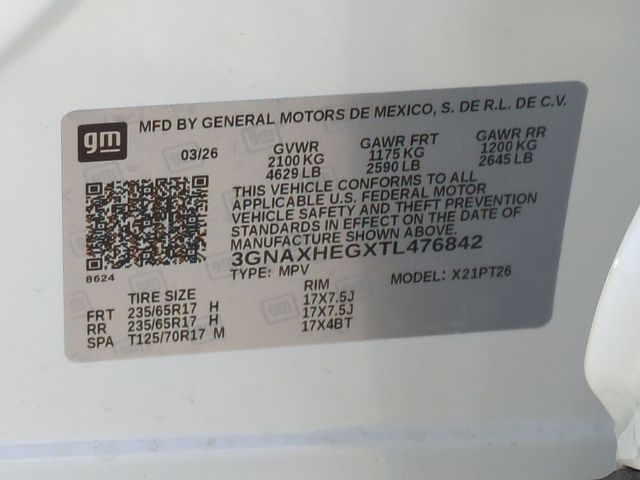 gm
MFD BY GENERAL MOTORS DE MEXICO, S. DE R.L. DE C.V.
03/26 GVWR GAWR FRT GAWR RR
2100 KG 1175 KG 1200 KG
4629 LB 2590 LB 2645 LB
THIS VEHICLE CONFORMS TO ALL
APPLICABLE U.S. FEDERAL MOTOR
VEHICLE SAFETY AND THEFT PREVENTION
STANDARDS IN EFFECT ON THE DATE OF
MANUFACTURE SHOWN ABOVE.
3GNAXHEGXTL476842
8624
TYPE: MPV MODEL: X21PT26
TIRE SIZE RIM
FRT 235/65R17 H 17X7.5J
RR 235/65R17 H 17X7.5J
SPA T125/70R17 M 17X4BT